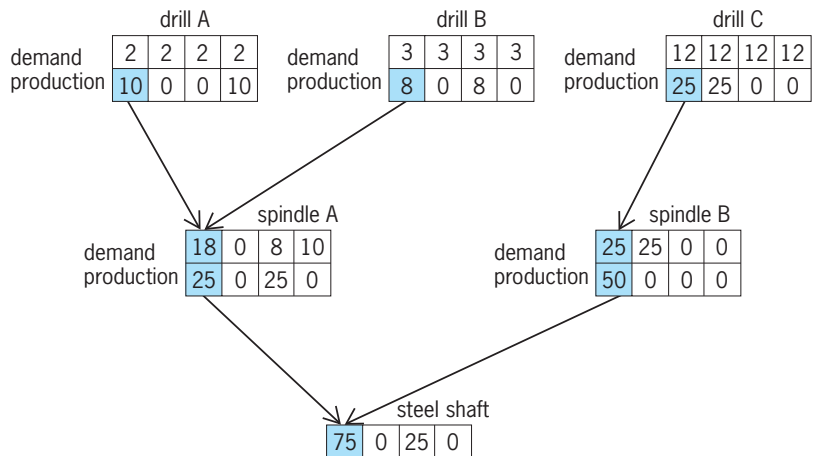 drill A
demand 2 2 2 2
production 10 0 0 10
drill B
demand 3 3 3 3
production 8 0 8 0
drill C
demand 12 12 12 12
production 25 25 0 0
spindle A
demand 18 0 8 10
production 25 0 25 0
spindle B
demand 25 25 0 0
production 50 0 0 0
steel shaft
75 0 25 0